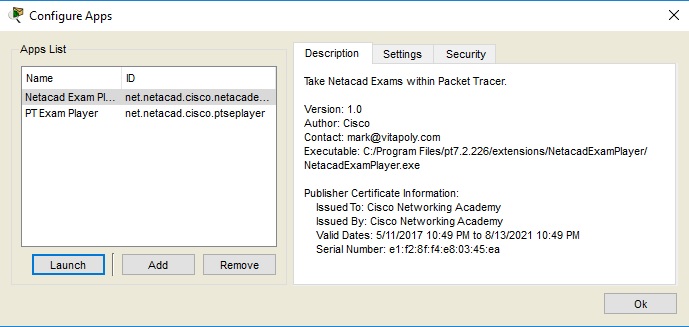 Configure Apps
Apps List
Name ID
Netacad Exam Pl... net.netacad.cisco.netacade...
PT Exam Player net.netacad.cisco.ptseplayer
Launch Add Remove
Description Settings Security
Take Netacad Exams within Packet Tracer.
Version: 1.0
Author: Cisco
Contact: mark@vitapoly.com
Executable: C:/Program Files/pt7.2.226/extensions/NetacadExamPlayer/
NetacadExamPlayer.exe
Publisher Certificate Information:
Issued To: Cisco Networking Academy
Issued By: Cisco Networking Academy
Valid Dates: 5/11/2017 10:49 PM to 8/13/2021 10:49 PM
Serial Number: e1:f2:8f:f4:e8:03:45:ea
Ok